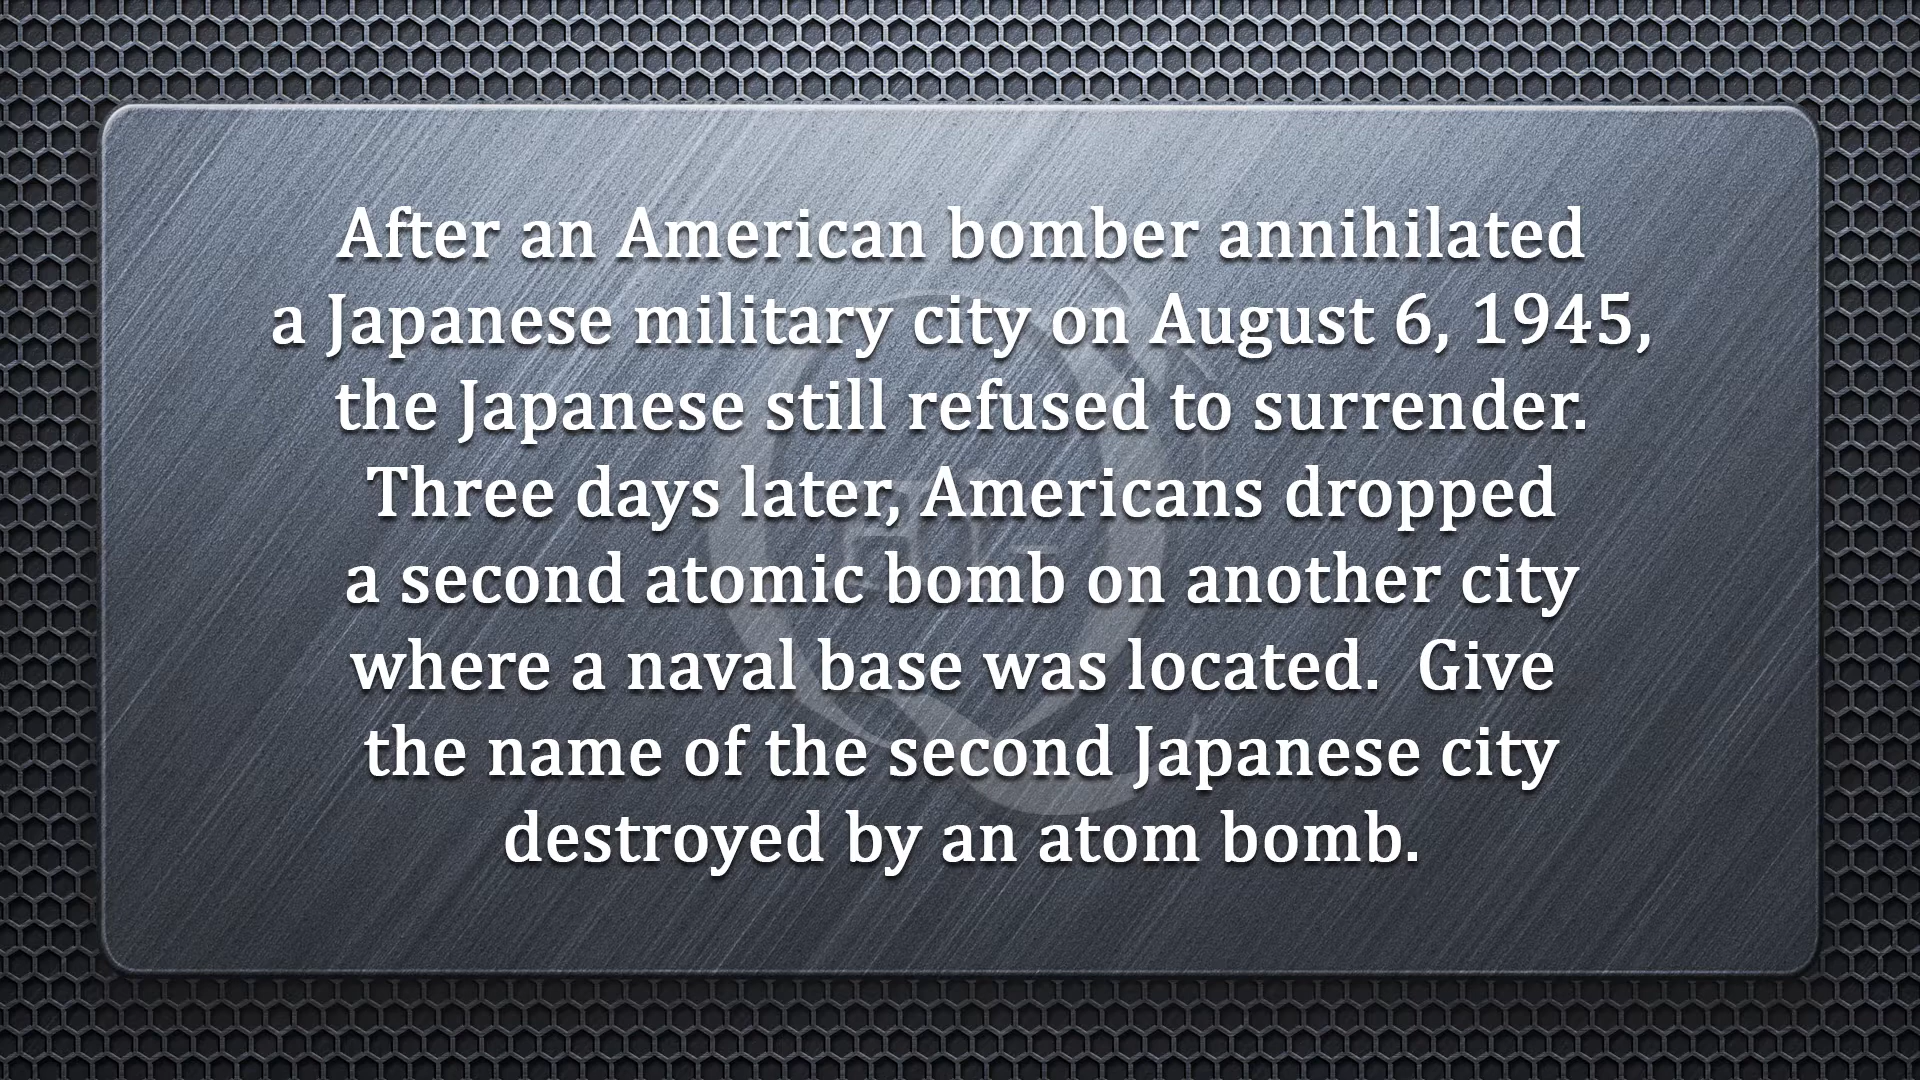 After an American bomber annihilated
a Japanese military city on August 6, 1945,
the Japanese still refused to surrender.
Three days later, Americans dropped
a second atomic bomb on another city
where a naval base was located.  Give
the name of the second Japanese city
destroyed by an atom bomb.